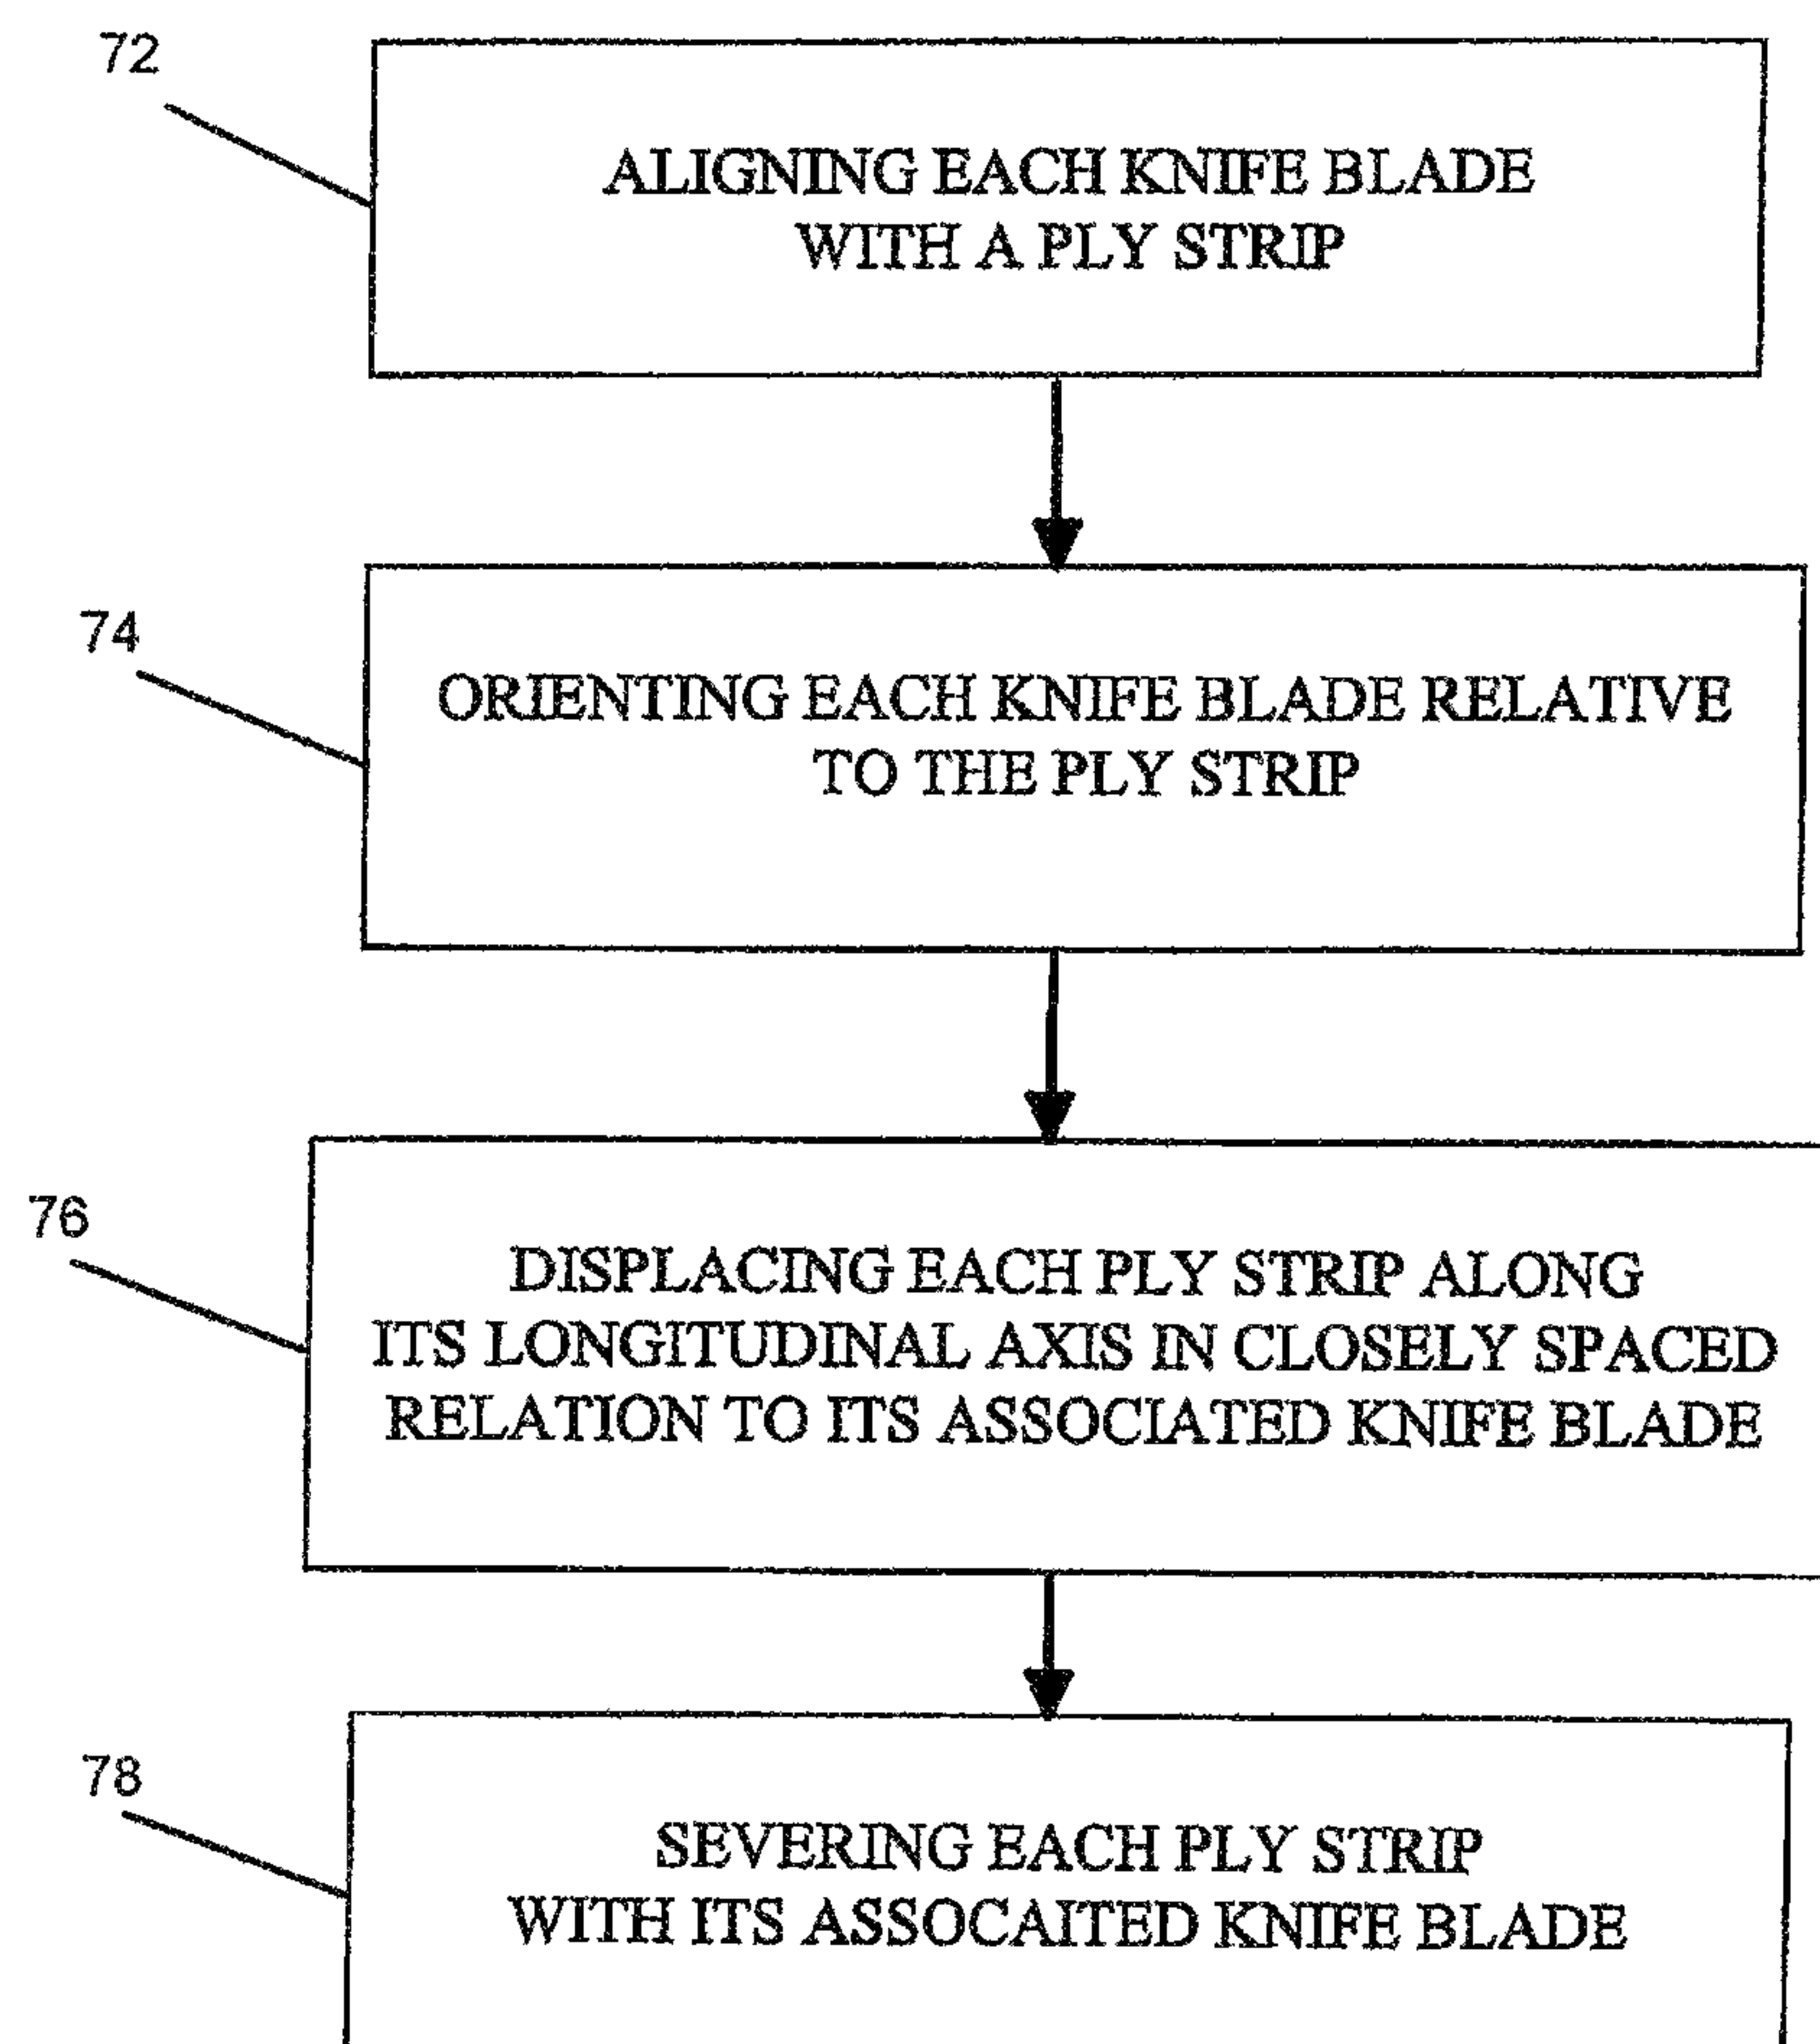 72
ALIGNING EACH KNIFE BLADE
WITH A PLY STRIP
74
ORIENTING EACH KNIFE BLADE RELATIVE
TO THE PLY STRIP
76
DISPLACING EACH PLY STRIP ALONG
ITS LONGITUDINAL AXIS IN CLOSELY SPACED
RELATION TO ITS ASSOCIATED KNIFE BLADE
78
SEVERING EACH PLY STRIP
WITH ITS ASSOCAITED KNIFE BLADE